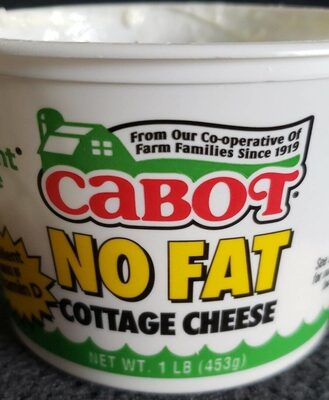 From Our Co-operative Of
Farm Families Since 1919
CABOT
NO FAT
COTTAGE CHEESE
NET WT. 1 LB (453g)